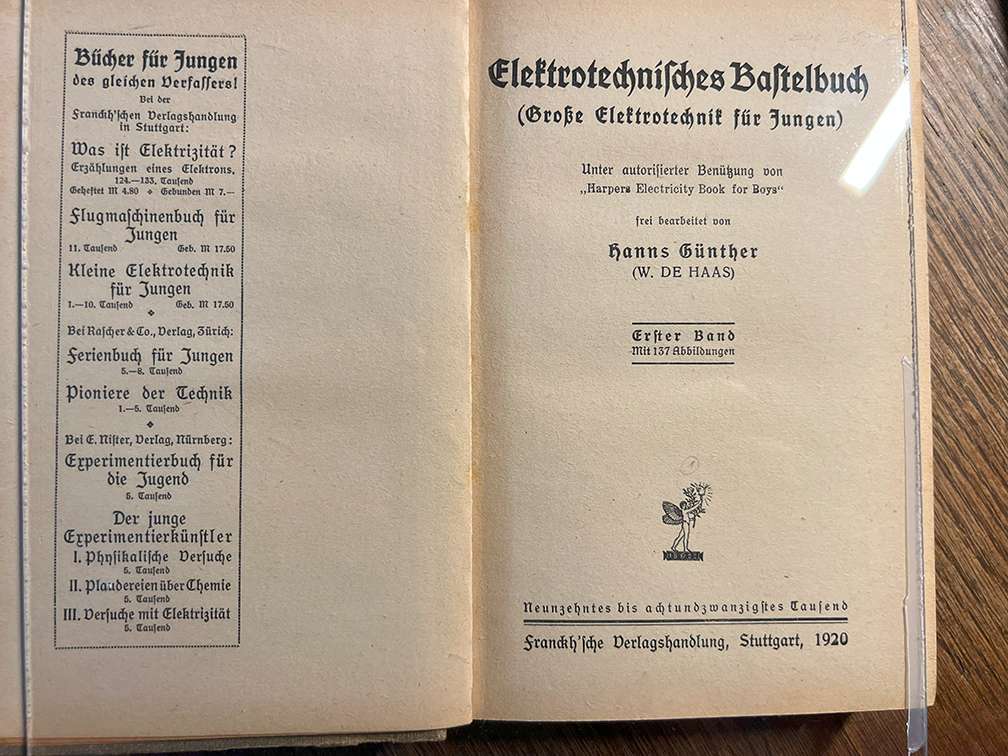 Bücher für Jungen
des gleichen Verfassers!
Bei der
Franckh'schen Verlagshandlung
in Stuttgart:
Was ist Elektrizität?
Erzählungen eines Elektrons.
124.—133. Tausend
Geheftet M 4.80 ⋄ Gebunden M 7.—
Flugmaschinenbuch für
Jungen
11. Tausend Geb. M 17.50
Kleine Elektrotechnik
für Jungen
1.—10. Tausend Geb. M 17.50
Bei Rascher & Co., Verlag, Zürich:
Ferienbuch für Jungen
5.—8. Tausend
Pioniere der Technik
1.—5. Tausend
Bei E. Nister, Verlag, Nürnberg:
Experimentierbuch für
die Jugend
5. Tausend
Der junge
Experimentierkünstler
I. Physikalische Versuche
5. Tausend
II. Plaudereien über Chemie
5. Tausend
III. Versuche mit Elektrizität
5. Tausend
Elektrotechnisches Bastelbuch
(Große Elektrotechnik für Jungen)
Unter autorisierter Benützung von
„Harpers Electricity Book for Boys“
frei bearbeitet von
Hanns Günther
(W. DE HAAS)
Erster Band
Mit 137 Abbildungen
Neunzehntes bis achtundzwanzigstes Tausend
Franckh'sche Verlagshandlung, Stuttgart, 1920